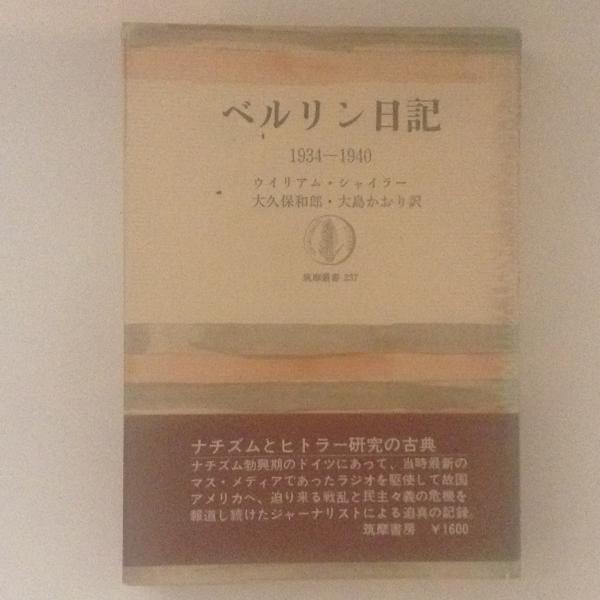 ベルリン日記
1934—1940
ウイリアム・シャイラー
大久保和郎・大島かおり訳
筑摩叢書 237
ナチズムとヒトラー研究の古典
ナチズム勃興期のドイツにあって、当時最新の
マス・メディアであったラジオを駆使して故国
アメリカへ、迫り来る戦乱と民主々義の危機を
報道し続けたジャーナリストによる迫真の記録。
筑摩書房 ¥1600